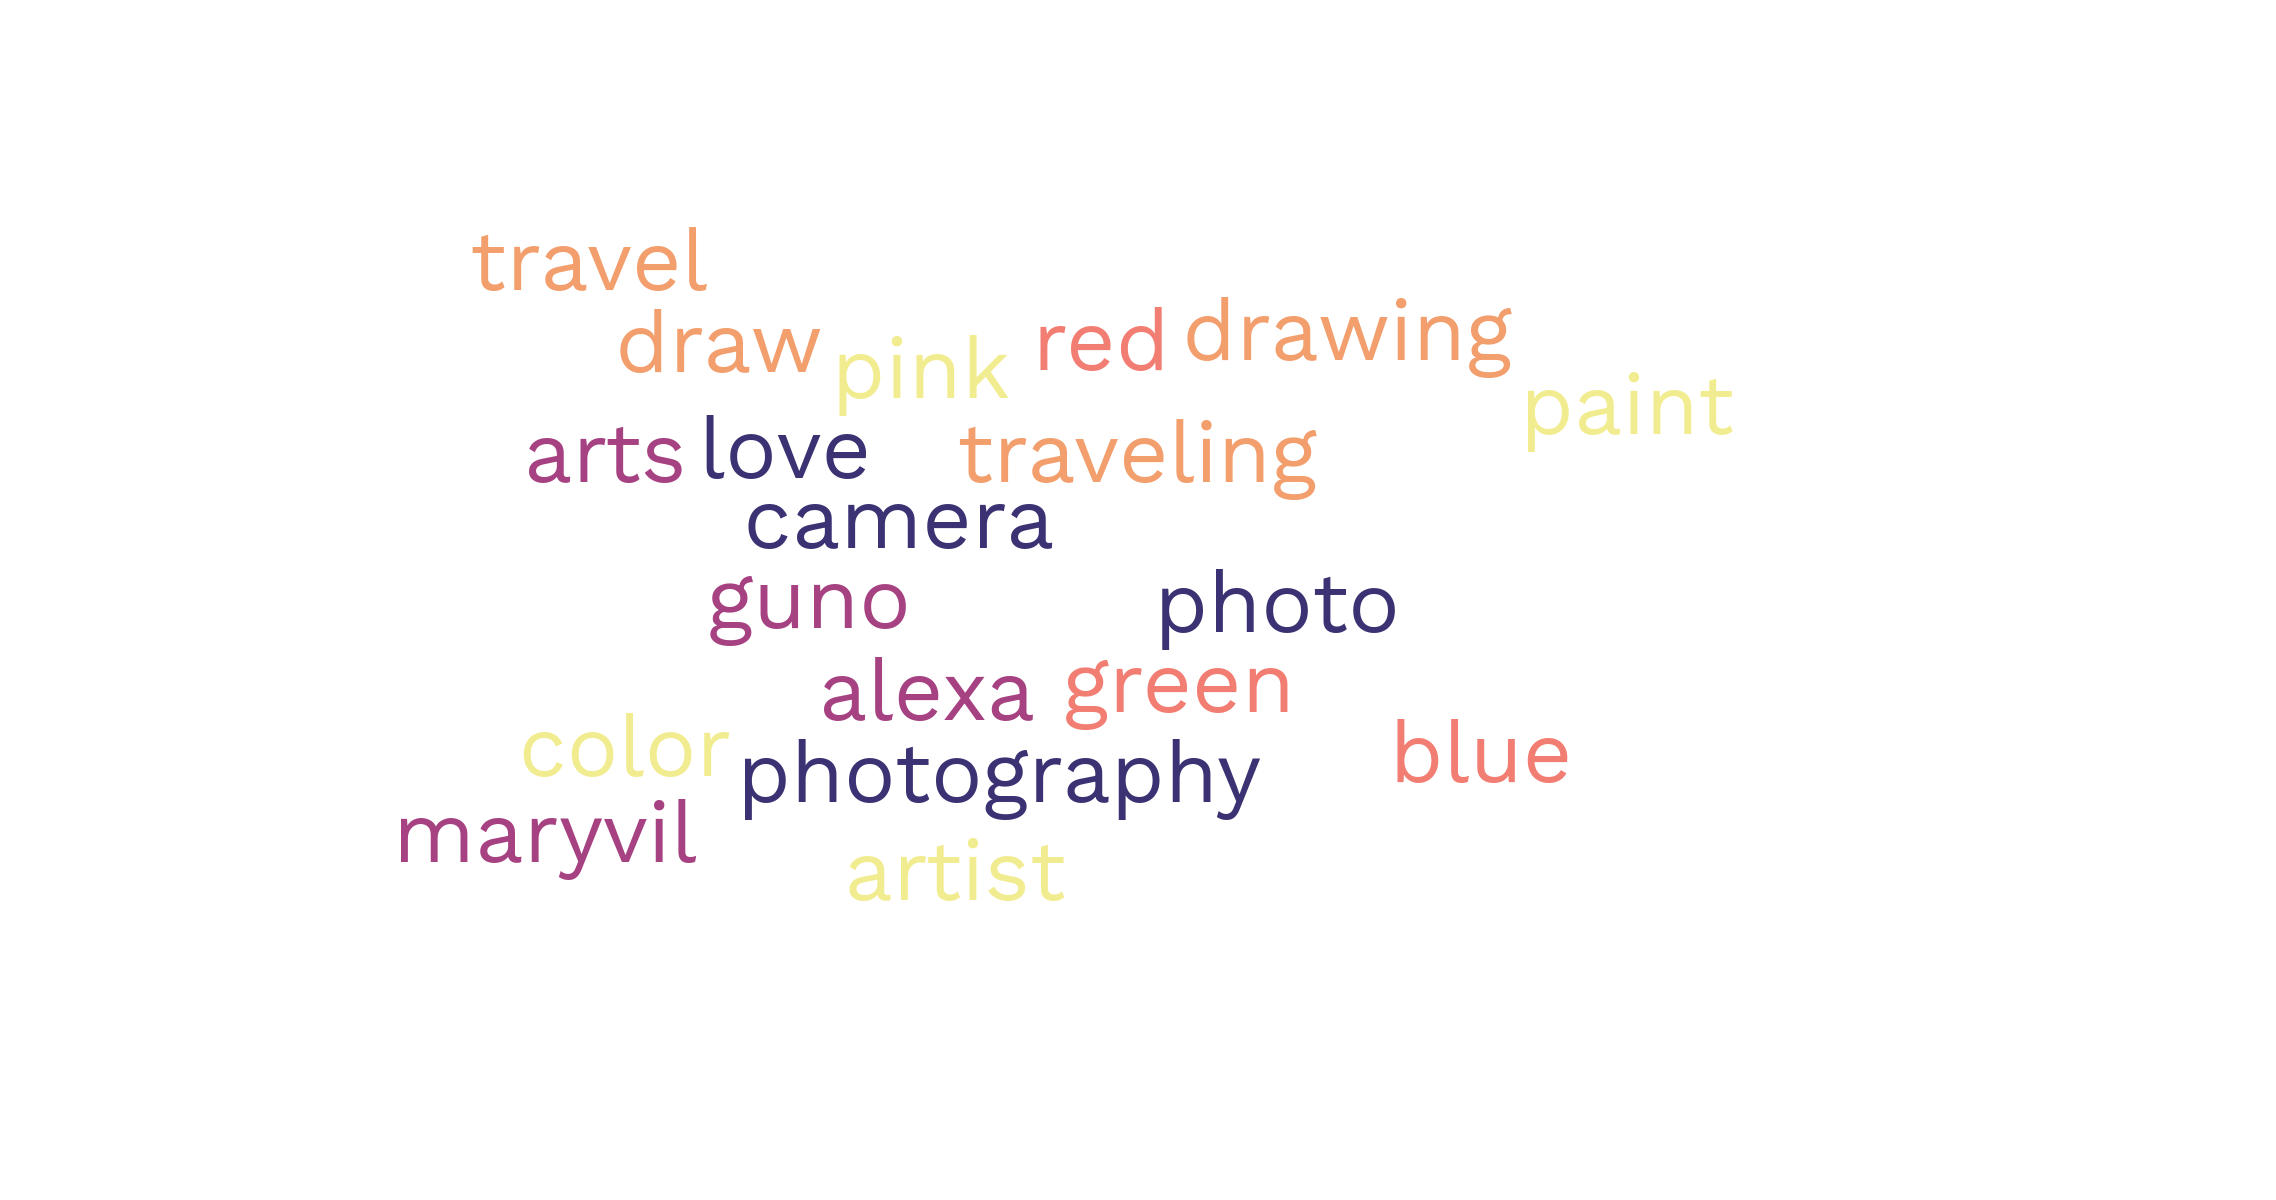 travel
draw pink red drawing
paint
arts love traveling
camera
guno photo
alexa green
color photography blue
maryvil
artist